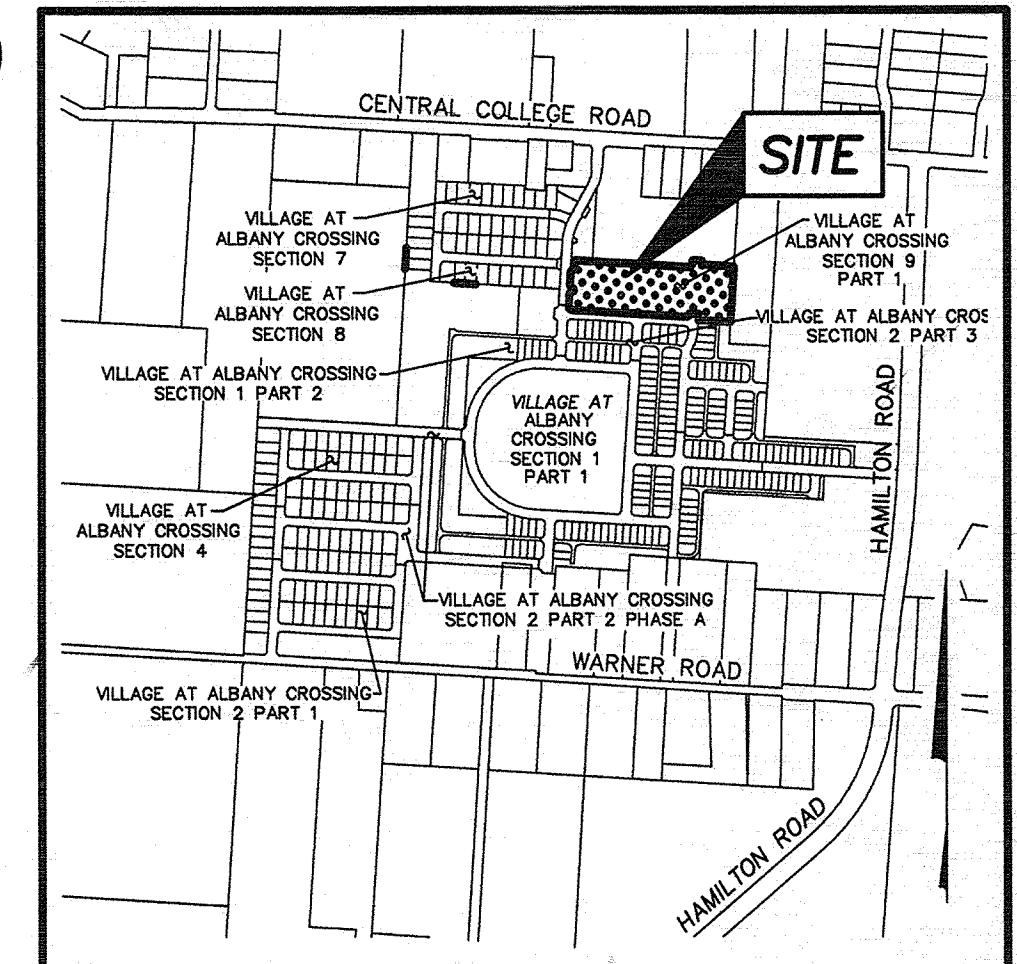 CENTRAL COLLEGE ROAD
SITE
VILLAGE AT
ALBANY CROSSING
SECTION 7
VILLAGE AT
ALBANY CROSSING
SECTION 9
PART 1
VILLAGE AT
ALBANY CROSSING
SECTION 8
VILLAGE AT ALBANY CROS
SECTION 2 PART 3
VILLAGE AT ALBANY CROSSING
SECTION 1 PART 2
VILLAGE AT
ALBANY
CROSSING
SECTION 1
PART 1
HAMILTON ROAD
VILLAGE AT
ALBANY CROSSING
SECTION 4
VILLAGE AT ALBANY CROSSING
SECTION 2 PART 2 PHASE A
WARNER ROAD
VILLAGE AT ALBANY CROSSING
SECTION 2 PART 1
HAMILTON ROAD